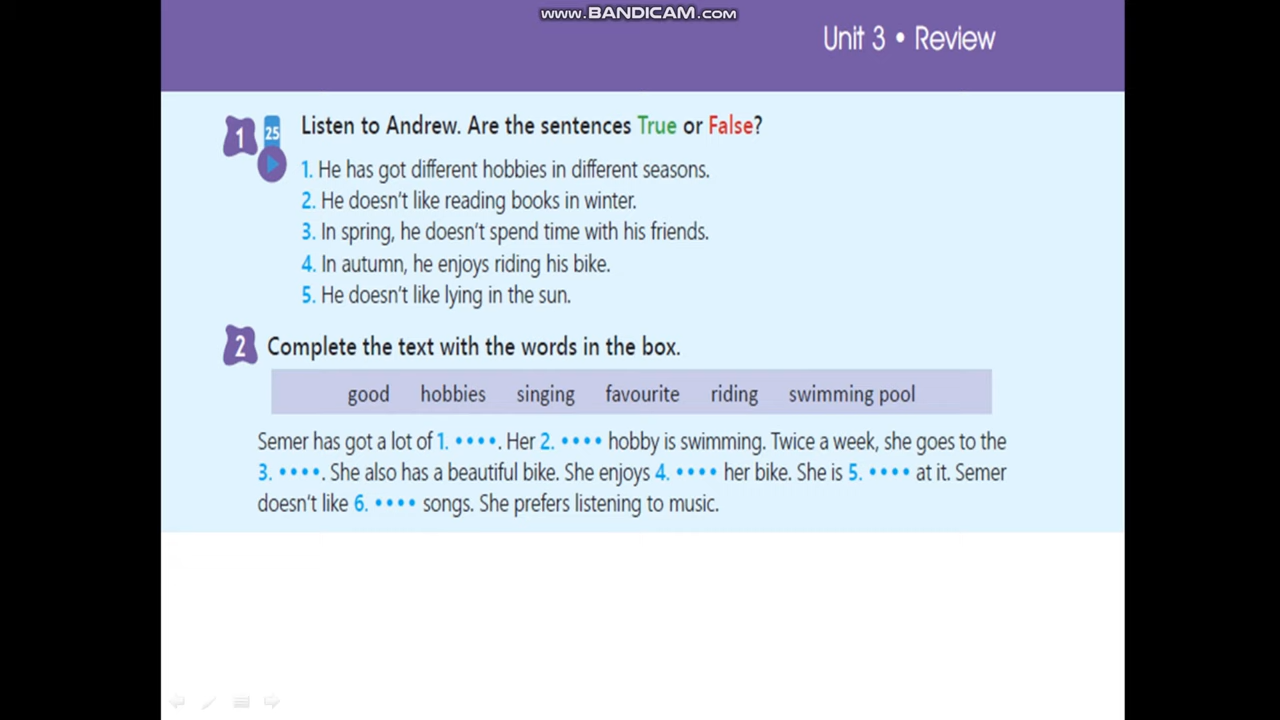 www.BANDICAM.com
Unit 3 • Review
1 25 Listen to Andrew. Are the sentences True or False?
1. He has got different hobbies in different seasons.
2. He doesn't like reading books in winter.
3. In spring, he doesn't spend time with his friends.
4. In autumn, he enjoys riding his bike.
5. He doesn't like lying in the sun.
2 Complete the text with the words in the box.
good hobbies singing favourite riding swimming pool
Semer has got a lot of 1. ••••. Her 2. •••• hobby is swimming. Twice a week, she goes to the
3. ••••. She also has a beautiful bike. She enjoys 4. •••• her bike. She is 5. •••• at it. Semer
doesn't like 6. •••• songs. She prefers listening to music.